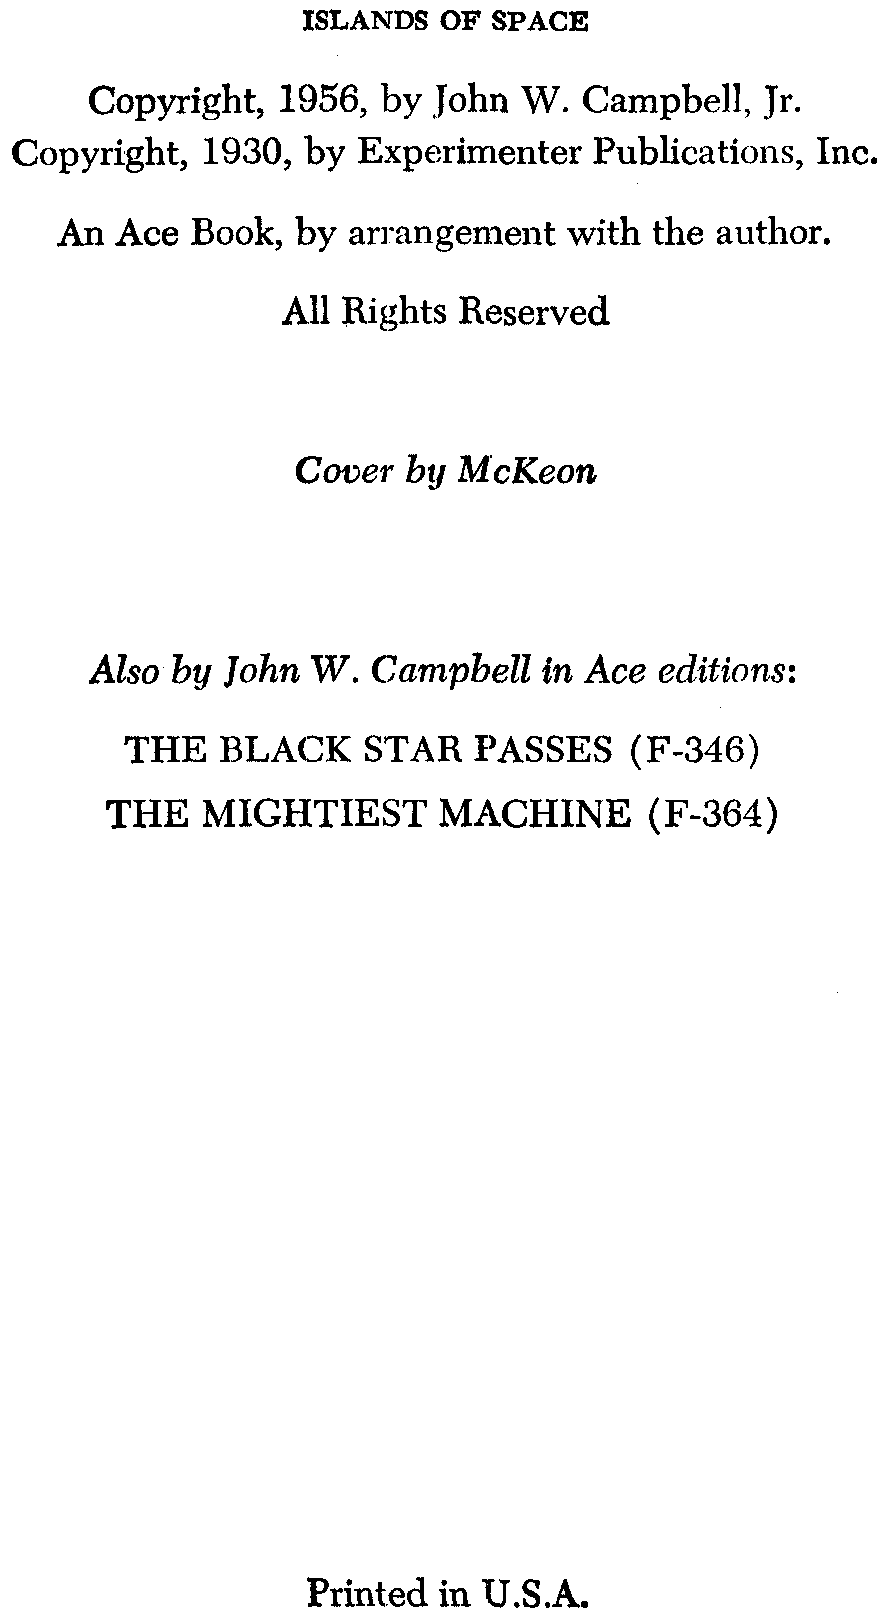 ISLANDS OF SPACE
Copyright, 1956, by John W. Campbell, Jr.
Copyright, 1930, by Experimenter Publications, Inc.
An Ace Book, by arrangement with the author.
All Rights Reserved
Cover by McKeon
Also by John W. Campbell in Ace editions:
THE BLACK STAR PASSES (F-346)
THE MIGHTIEST MACHINE (F-364)
Printed in U.S.A.